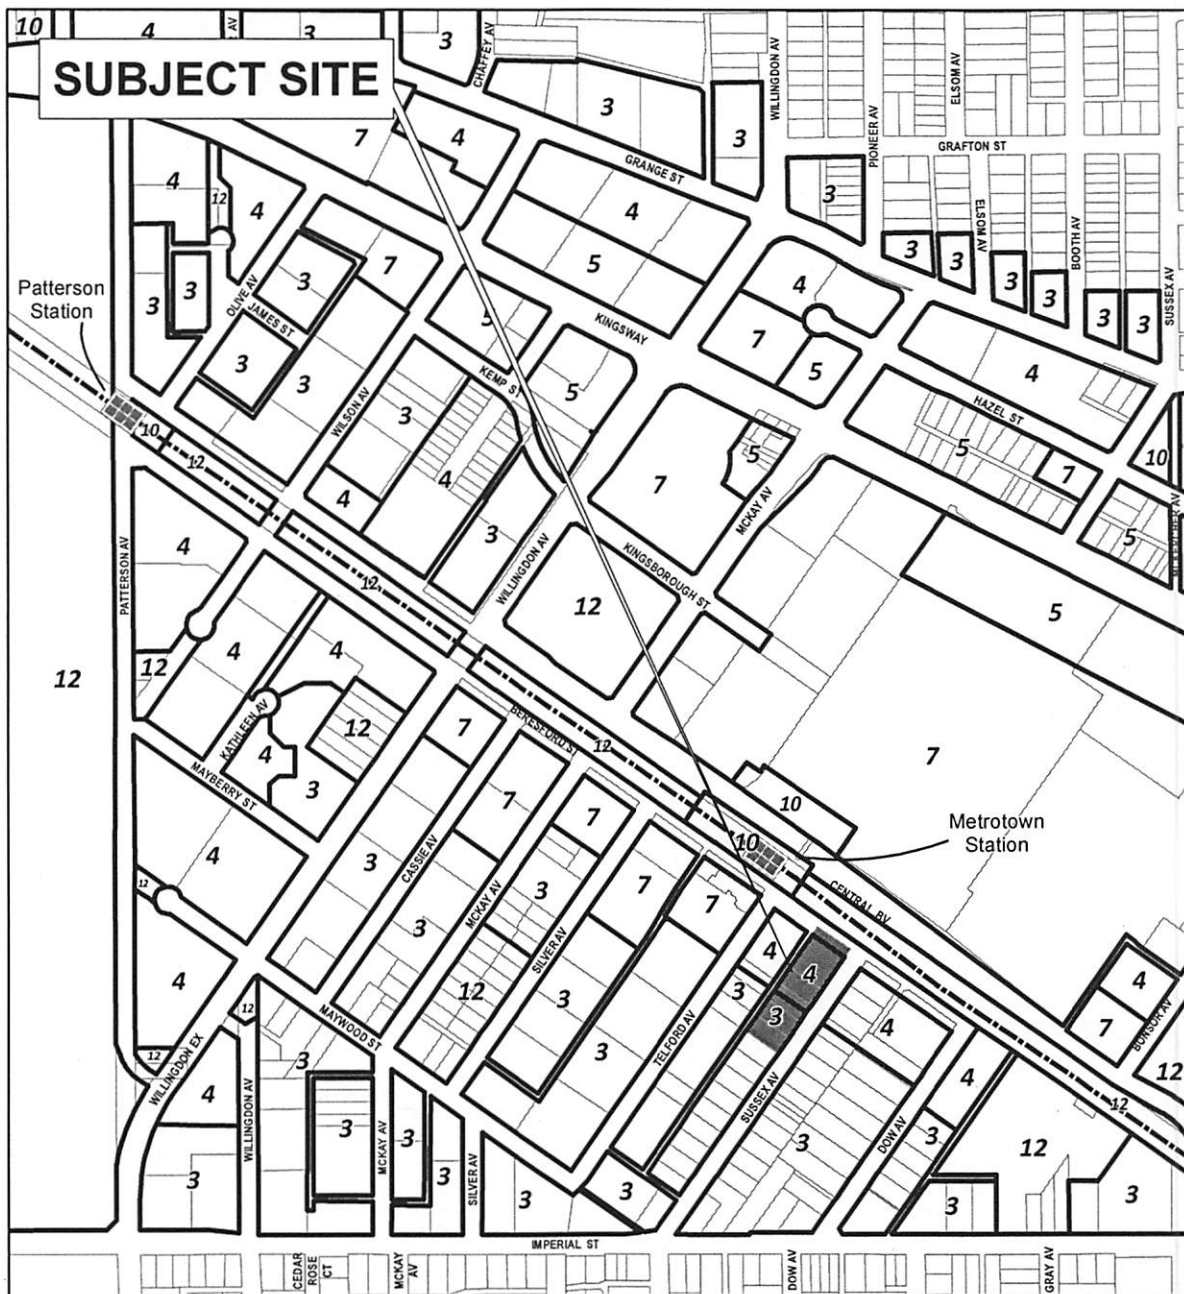 10
4
AV
3
3
CHAFFEY AV
SUBJECT SITE
WILLINGDON AV
ELSOM AV
PIONEER AV
3
3
GRAFTON ST
7
4
GRANGE ST
4
12
4
3
4
3
3
ELSOM AV
BOOTH AV
SUSSEX AV
3
3
3
7
5
4
3
3
3
3
Patterson
Station
OLIVE AV
JAMES ST
5
KINGSWAY
7
5
4
3
3
KEMP ST
5
HAZEL ST
WILSON AV
3
10
12
4
4
7
5
MCKAY AV
5
7
10
5
3
WILLINGDON AV
KINGSBOROUGH ST
PATTERSON AV
4
12
12
5
12
12
4
4
KATHLEEN AV
12
BERESFORD ST
12
7
7
4
3
MAYBERRY ST
7
7
10
10
Metrotown
Station
4
3
CASSIE AV
MCKAY AV
3
7
7
CENTRAL BV
12
3
SILVER AV
4
4
3
3
4
4
7
BONSOR AV
4
12
3
3
TELFORD AV
MAYWOOD ST
12
WILLINGDON EX
WILLINGDON AV
3
SUSSEX AV
4
12
12
4
3
3
3
3
DOW AV
3
12
3
MCKAY AV
SILVER AV
3
3
3
3
IMPERIAL ST
CEDAR
ROSE
CT
MCKAY
AV
DOW AV
GRAY AV